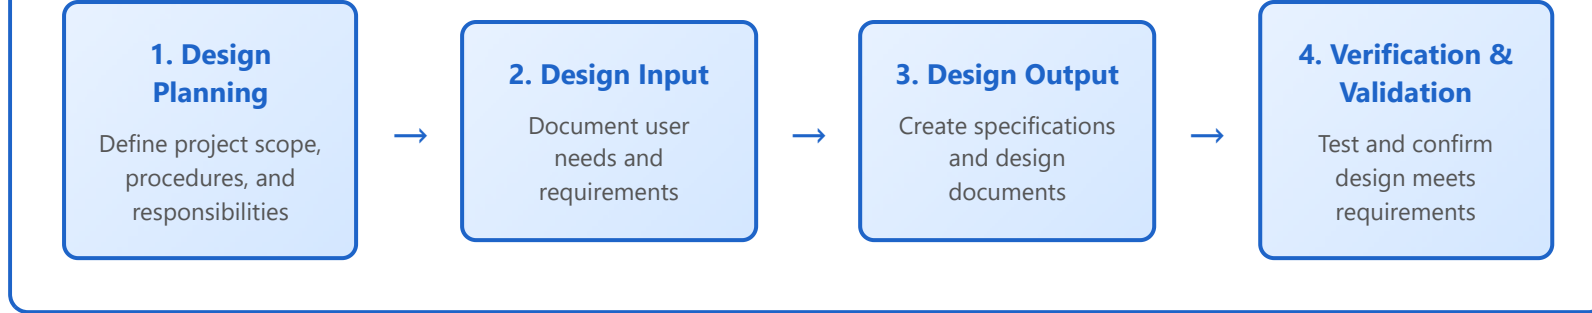 1. Design
Planning
Define project scope,
procedures, and
responsibilities
→
2. Design Input
Document user
needs and
requirements
→
3. Design Output
Create specifications
and design
documents
→
4. Verification &
Validation
Test and confirm
design meets
requirements